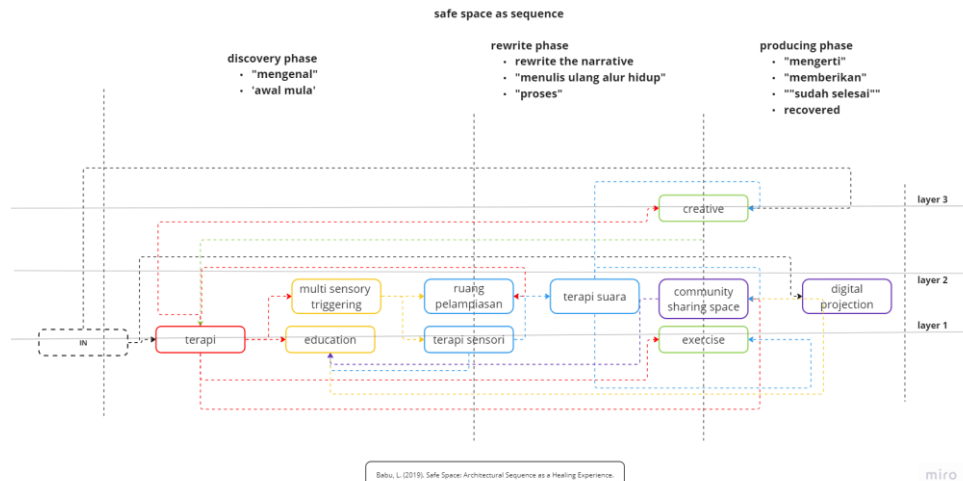 safe space as sequence
discovery phase
• "mengenal"
• 'awal mula'
rewrite phase
• rewrite the narrative
• "menulis ulang alur hidup"
• "proses"
producing phase
• "mengerti"
• "memberikan"
• ""sudah selesai""
• recovered
layer 3
creative
layer 2
multi sensory
triggering
ruang
pelampiasan
terapi suara
community
sharing space
digital
projection
layer 1
IN
terapi
education
terapi sensori
exercise
Babu, L. (2019). Safe Space: Architectural Sequence as a Healing Experience.
miro